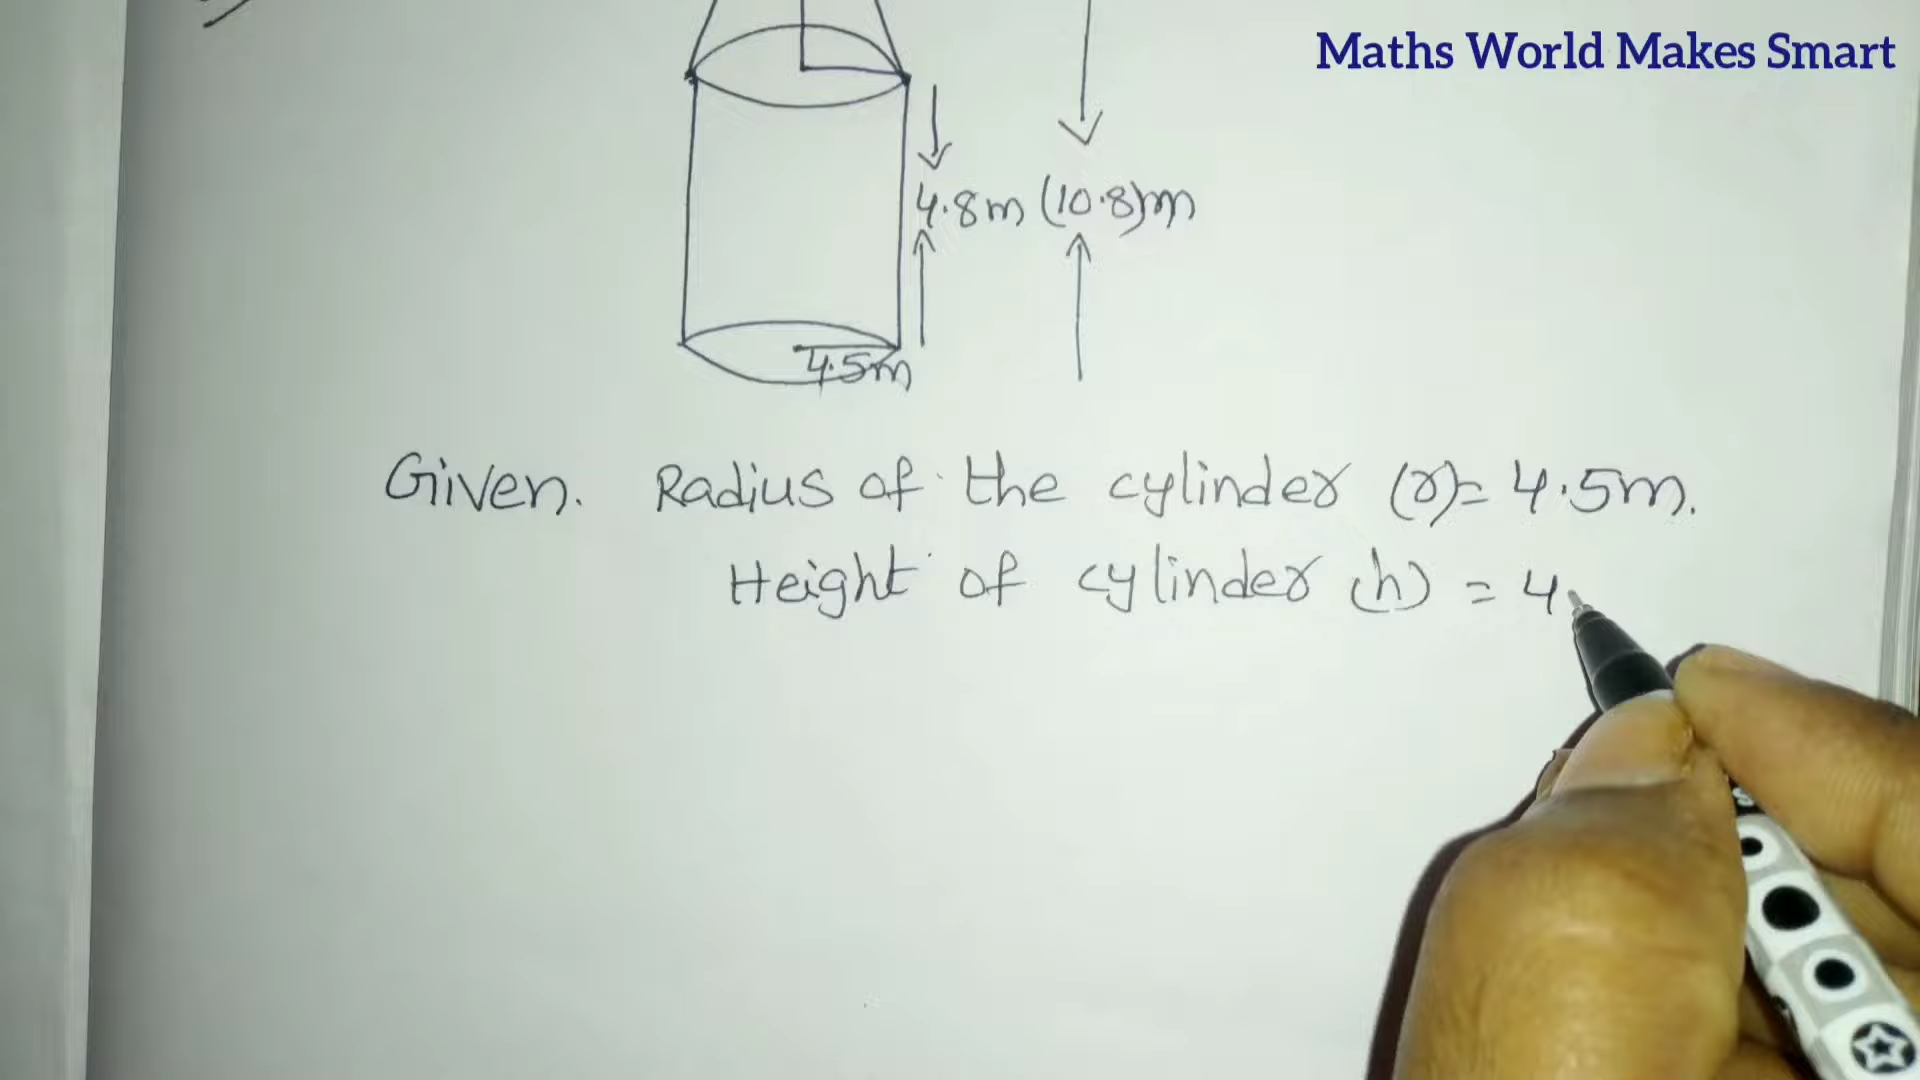 Maths World Makes Smart
4.8m (10.8)m
4.5m
Given. Radius of the cylinder (r)= 4.5m.
Height of cylinder (h) = 4.